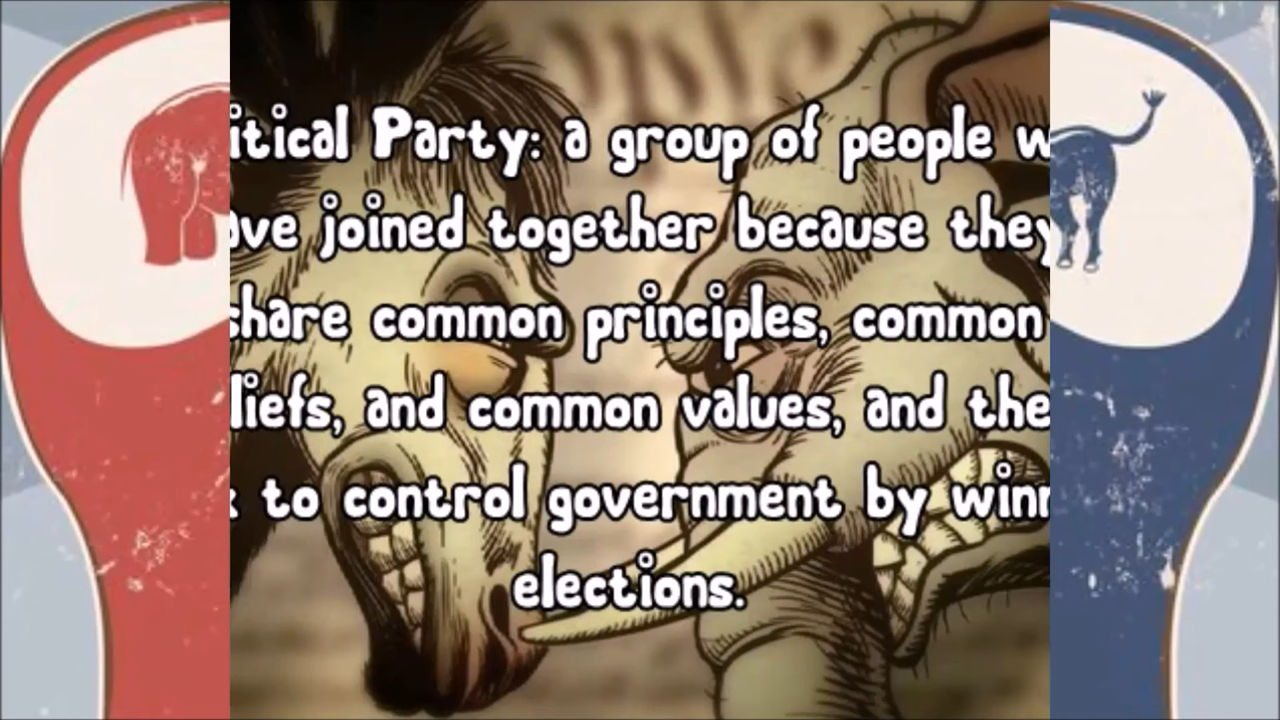 itical Party: a group of people w
ave joined together because they
share common principles, common
liefs, and common values, and the
to control government by winn
elections.